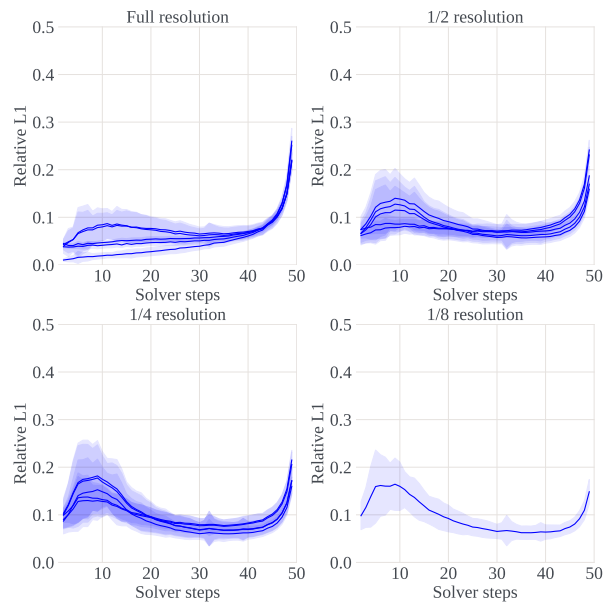 Full resolution
0.5
0.4
0.3
0.2
0.1
0.0
Relative L1
10 20 30 40 50
Solver steps
1/2 resolution
0.5
0.4
0.3
0.2
0.1
0.0
Relative L1
10 20 30 40 50
Solver steps
1/4 resolution
0.5
0.4
0.3
0.2
0.1
0.0
Relative L1
10 20 30 40 50
Solver steps
1/8 resolution
0.5
0.4
0.3
0.2
0.1
0.0
Relative L1
10 20 30 40 50
Solver steps